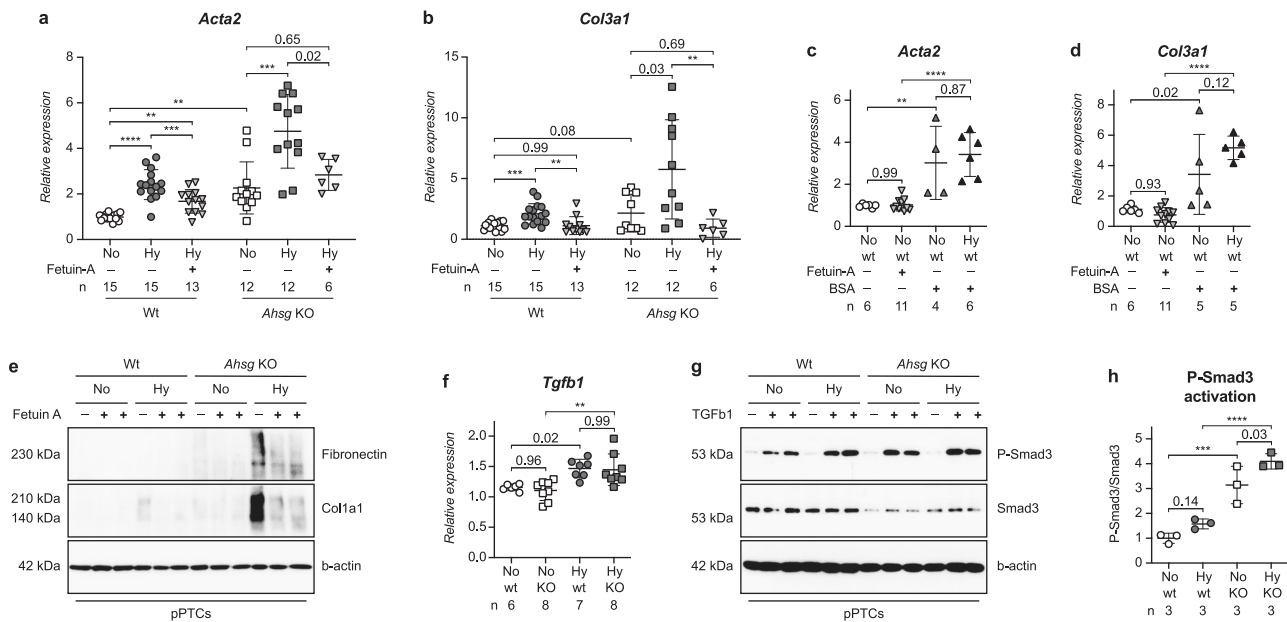 a
Acta2
Relative expression
8
6
4
2
0
**
**
****
***
***
0.65
0.02
No Hy Hy No Hy Hy
Fetuin-A – – + – – +
n 15 15 13 12 12 6
Wt Ahsg KO
b
Col3a1
Relative expression
15
10
5
0
0.08
0.99
***
**
0.69
0.03
**
No Hy Hy No Hy Hy
Fetuin-A – – + – – +
n 15 15 13 12 12 6
Wt Ahsg KO
c
Acta2
Relative expression
6
4
2
0
****
**
0.87
0.99
No No No Hy
wt wt wt wt
Fetuin-A – + – –
BSA – – + +
n 6 11 4 6
d
Col3a1
Relative expression
10
8
6
4
2
0
****
0.02
0.12
0.93
No No No Hy
wt wt wt wt
Fetuin-A – + – –
BSA – – + +
n 6 11 5 5
e
Wt Ahsg KO
No Hy No Hy
Fetuin A – + + – + + – + + – + +
230 kDa Fibronectin
210 kDa
140 kDa
Col1a1
42 kDa b-actin
pPTCs
f
Tgfb1
Relative expression
2.0
1.5
1.0
0.5
0.0
**
0.02
0.99
0.96
No No Hy Hy
wt KO wt KO
n 6 8 7 8
g
Wt Ahsg KO
No Hy No Hy
TGFb1 – + + – + + – + + – + +
53 kDa P-Smad3
53 kDa Smad3
42 kDa b-actin
pPTCs
h
P-Smad3
activation
P-Smad3/Smad3
6
5
4
3
2
1
0
****
***
0.03
0.14
No Hy No Hy
wt wt KO KO
n 3 3 3 3